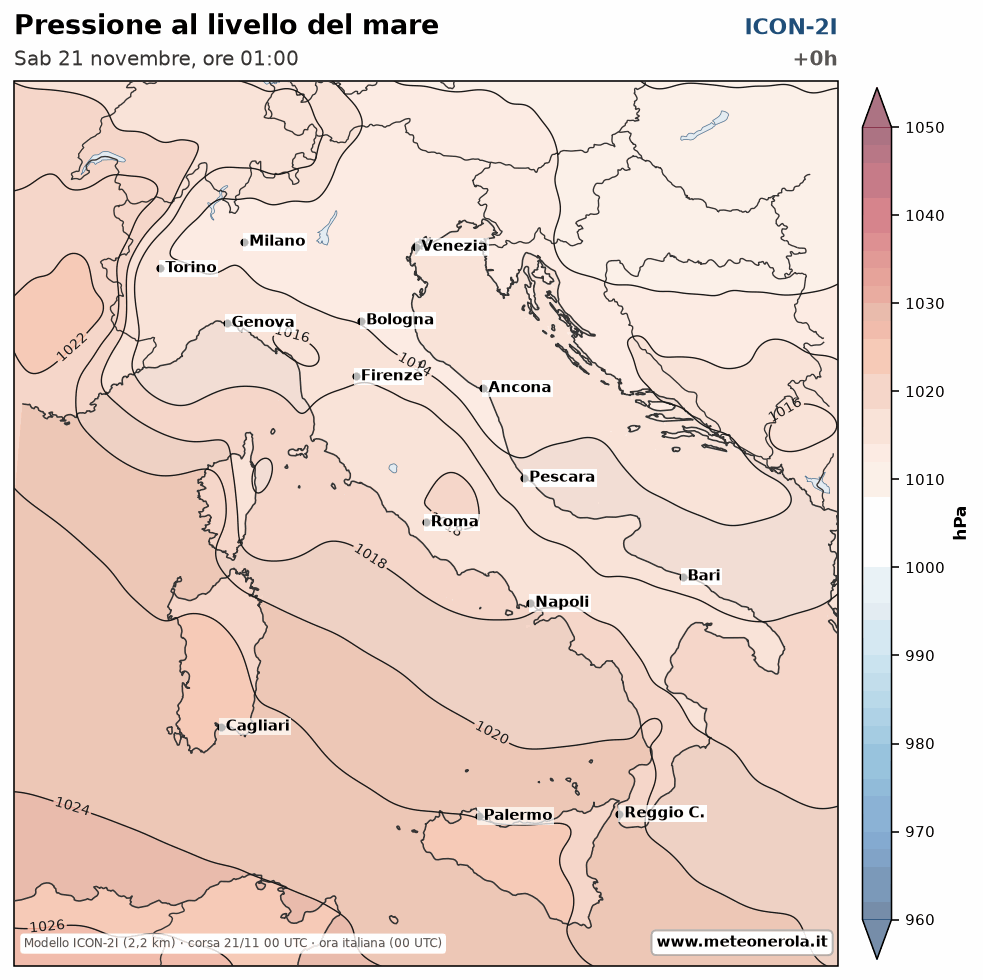 Pressione al livello del mare
ICON-2I
Sab 21 novembre, ore 01:00
+0h
Milano
Venezia
Torino
Genova
Bologna
1016
1022
1014
Firenze
Ancona
1016
Pescara
Roma
1018
Bari
Napoli
Cagliari
1020
1024
Palermo
Reggio C.
1026
Modello ICON-2I (2,2 km) · corsa 21/11 00 UTC · ora italiana (00 UTC)
www.meteonerola.it
1050
1040
1030
1020
1010
1000
990
980
970
960
hPa